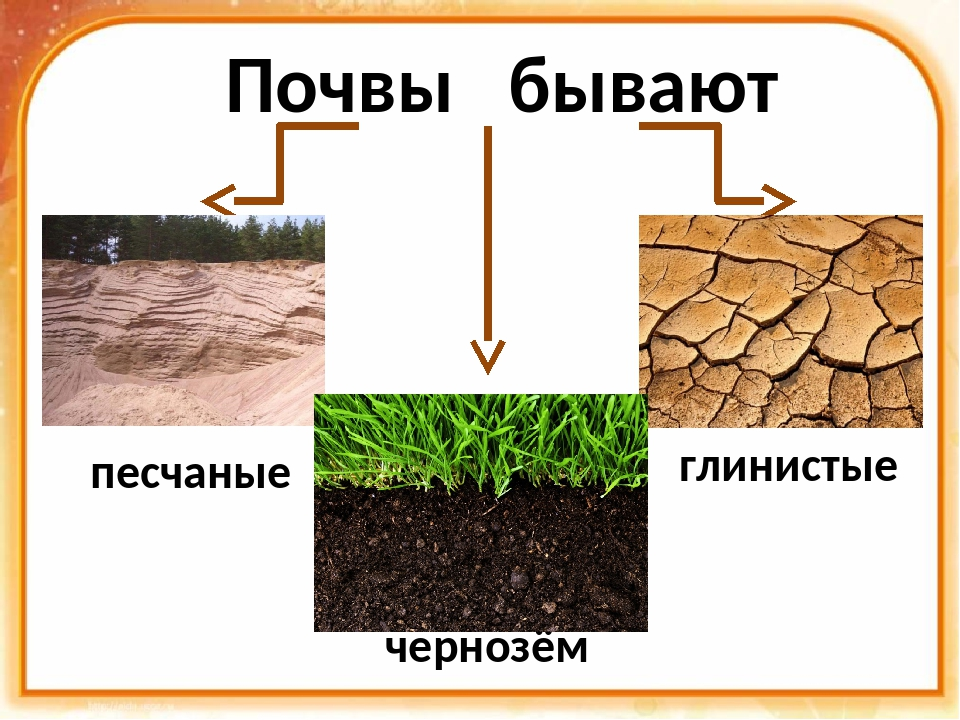 Почвы бывают
песчаные
глинистые
чернозём